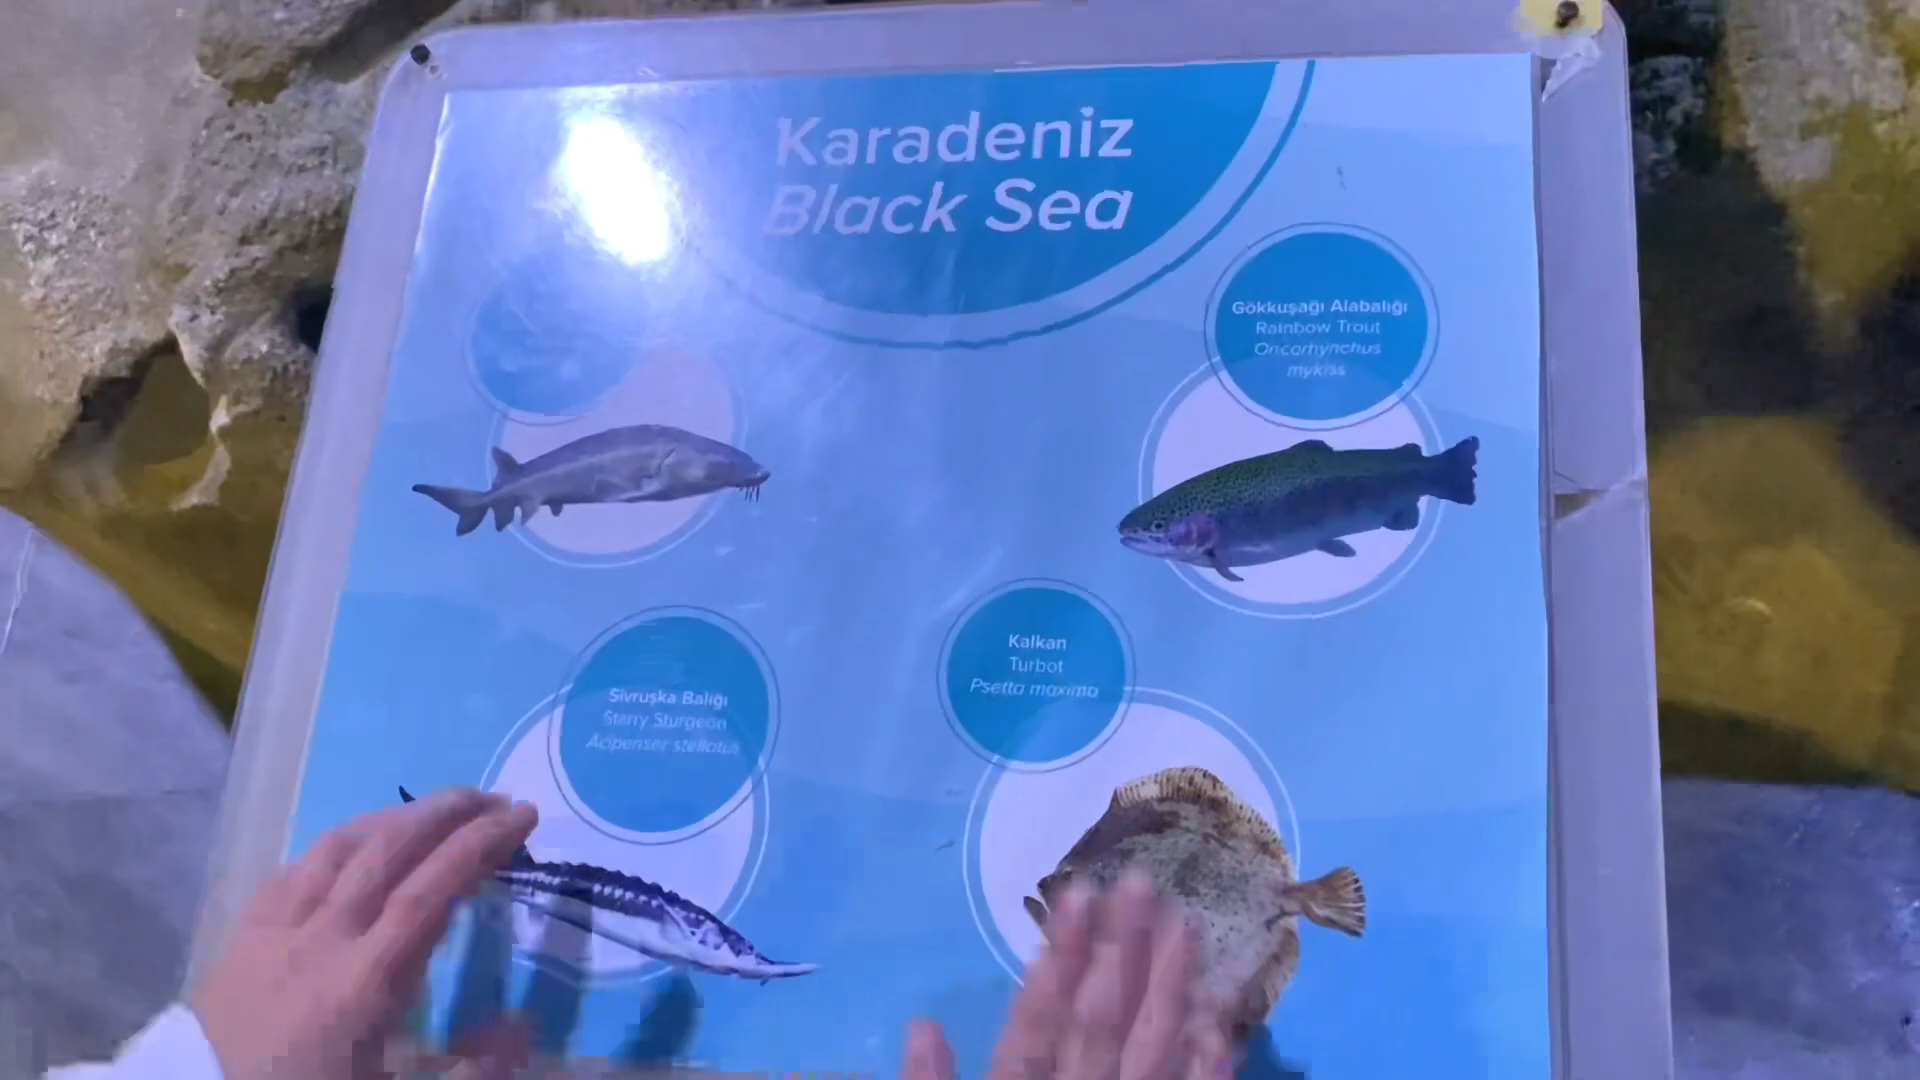 Karadeniz
Black Sea
Gökkuşağı Alabalığı
Rainbow Trout
Oncorhynchus
mykiss
Kalkan
Turbot
Psetta maxima
Sivruşka Balığı
Starry Sturgeon
Acipenser stellatus